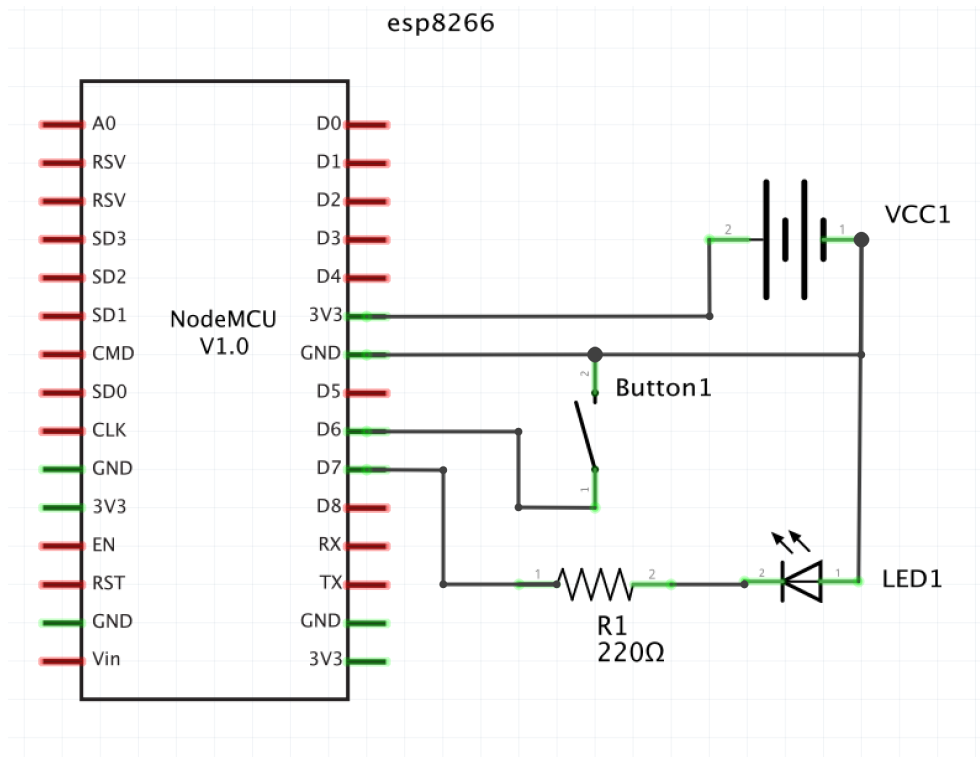 esp8266
A0
RSV
RSV
SD3
SD2
SD1
CMD
SD0
CLK
GND
3V3
EN
RST
GND
Vin
NodeMCU
V1.0
D0
D1
D2
D3
D4
3V3
GND
D5
D6
D7
D8
RX
TX
GND
3V3
2
1
VCC1
2
Button1
1
1
2
R1
220Ω
2
1
LED1